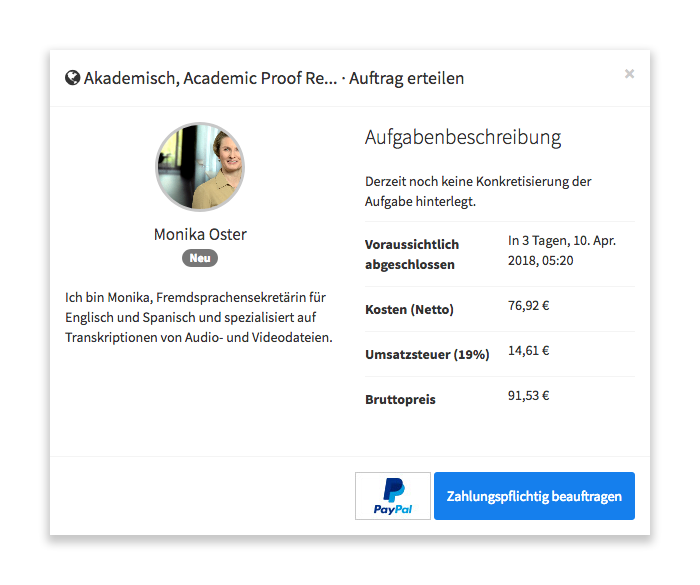 Akademisch, Academic Proof Re... · Auftrag erteilen
×
Monika Oster
Neu
Ich bin Monika, Fremdsprachensekretärin für
Englisch und Spanisch und spezialisiert auf
Transkriptionen von Audio- und Videodateien.
Aufgabenbeschreibung
Derzeit noch keine Konkretisierung der
Aufgabe hinterlegt.
Voraussichtlich
abgeschlossen
In 3 Tagen, 10. Apr.
2018, 05:20
Kosten (Netto)
76,92 €
Umsatzsteuer (19%)
14,61 €
Bruttopreis
91,53 €
PayPal
Zahlungspflichtig beauftragen